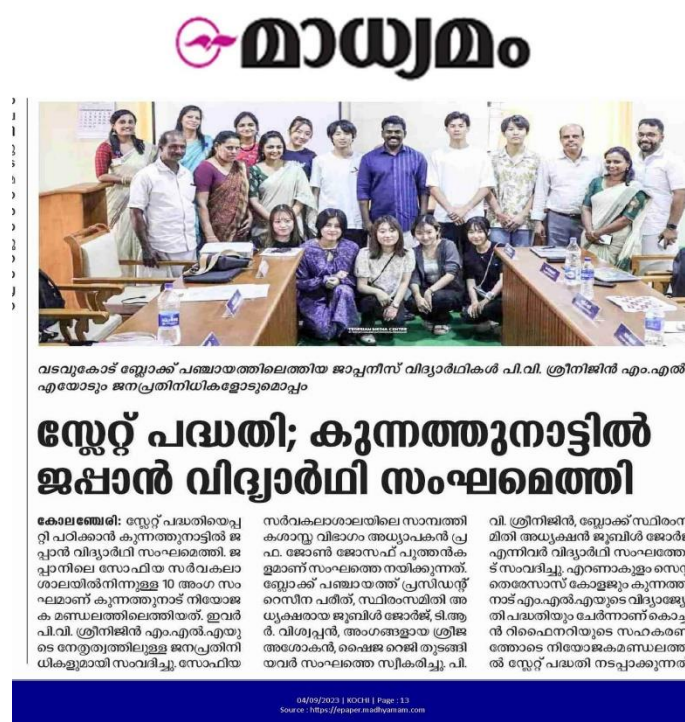 മാധ്യമം
വടവുകോട് ബ്ലോക്ക് പഞ്ചായത്തിലെത്തിയ ജാപ്പനീസ് വിദ്യാർഥികൾ പി.വി. ശ്രീനിജിൻ എം.എൽ
എയോടും ജനപ്രതിനിധികളോടുമൊപ്പം
സ്ലേറ്റ് പദ്ധതി; കുന്നത്തുനാട്ടിൽ
ജപ്പാൻ വിദ്യാർഥി സംഘമെത്തി
കോലഞ്ചേരി: സ്ലേറ്റ് പദ്ധതിയെപ്പ
റ്റി പഠിക്കാൻ കുന്നത്തുനാട്ടിൽ ജ
പ്പാൻ വിദ്യാർഥി സംഘമെത്തി. ജ
പ്പാനിലെ സോഫിയ സർവകലാ
ശാലയിൽനിന്നുള്ള 10 അംഗ സം
ഘമാണ് കുന്നത്തുനാട് നിയോജ
ക മണ്ഡലത്തിലെത്തിയത്. ഇവർ
പി.വി. ശ്രീനിജിൻ എം.എൽ.എയു
ടെ നേതൃത്വത്തിലുള്ള ജനപ്രതിനി
ധികളുമായി സംവദിച്ചു. സോഫിയ
സർവകലാശാലയിലെ സാമ്പത്തി
കശാസ്ത്ര വിഭാഗം അധ്യാപകൻ പ്ര
ഫ. ജോൺ ജോസഫ് പുത്തൻക
ളമാണ് സംഘത്തെ നയിക്കുന്നത്.
ബ്ലോക്ക് പഞ്ചായത്ത് പ്രസിഡന്റ്
റസീന പരീത്, സ്ഥിരംസമിതി അ
ധ്യക്ഷരായ ജൂബിൾ ജോർജ്, ടി.ആ
ർ. വിശ്വപ്പൻ, അംഗങ്ങളായ ശ്രീജ
അശോകൻ, ഷൈജ റെജി തുടങ്ങി
യവർ സംഘത്തെ സ്വീകരിച്ചു. പി.
വി. ശ്രീനിജിൻ, ബ്ലോക്ക് സ്ഥിരംസ
മിതി അധ്യക്ഷൻ ജൂബിൾ ജോർജ്
എന്നിവർ വിദ്യാർഥി സംഘത്തോ
ട് സംവദിച്ചു. എറണാകുളം സെന്റ്
തെരേസാസ് കോളജും കുന്നത്ത്
നാട് എം.എൽ.എയുടെ വിദ്യാജ്യോ
തി പദ്ധതിയും ചേർന്നാണ് കൊച്ചി
ൻ റിഫൈനറിയുടെ സഹകരണ
ത്തോടെ നിയോജകമണ്ഡലത്തി
ൽ സ്ലേറ്റ് പദ്ധതി നടപ്പാക്കുന്നത്
04/09/2023 | KOCHI | Page : 13
Source : https://epaper.madhyamam.com